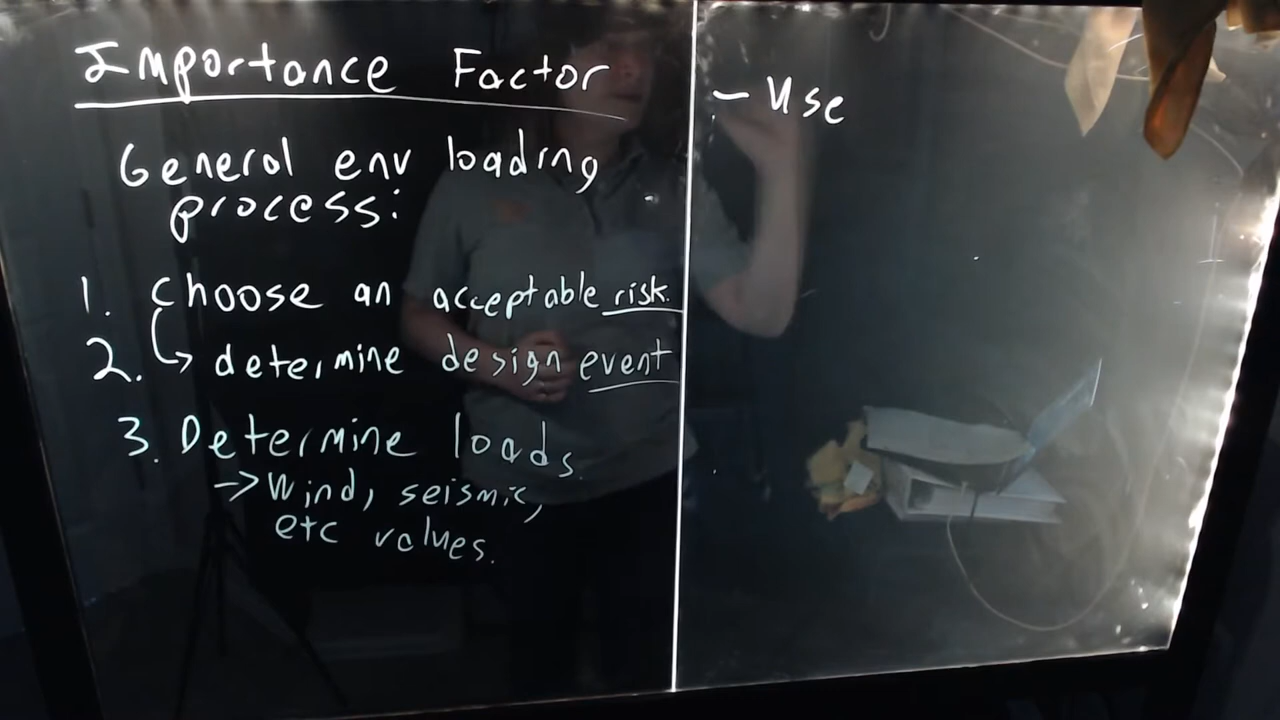 Importance Factor
General env loading
process:
1. Choose an acceptable risk.
2. ↳ determine design event
3. Determine loads.
→ Wind, seismic,
etc values.
- Use